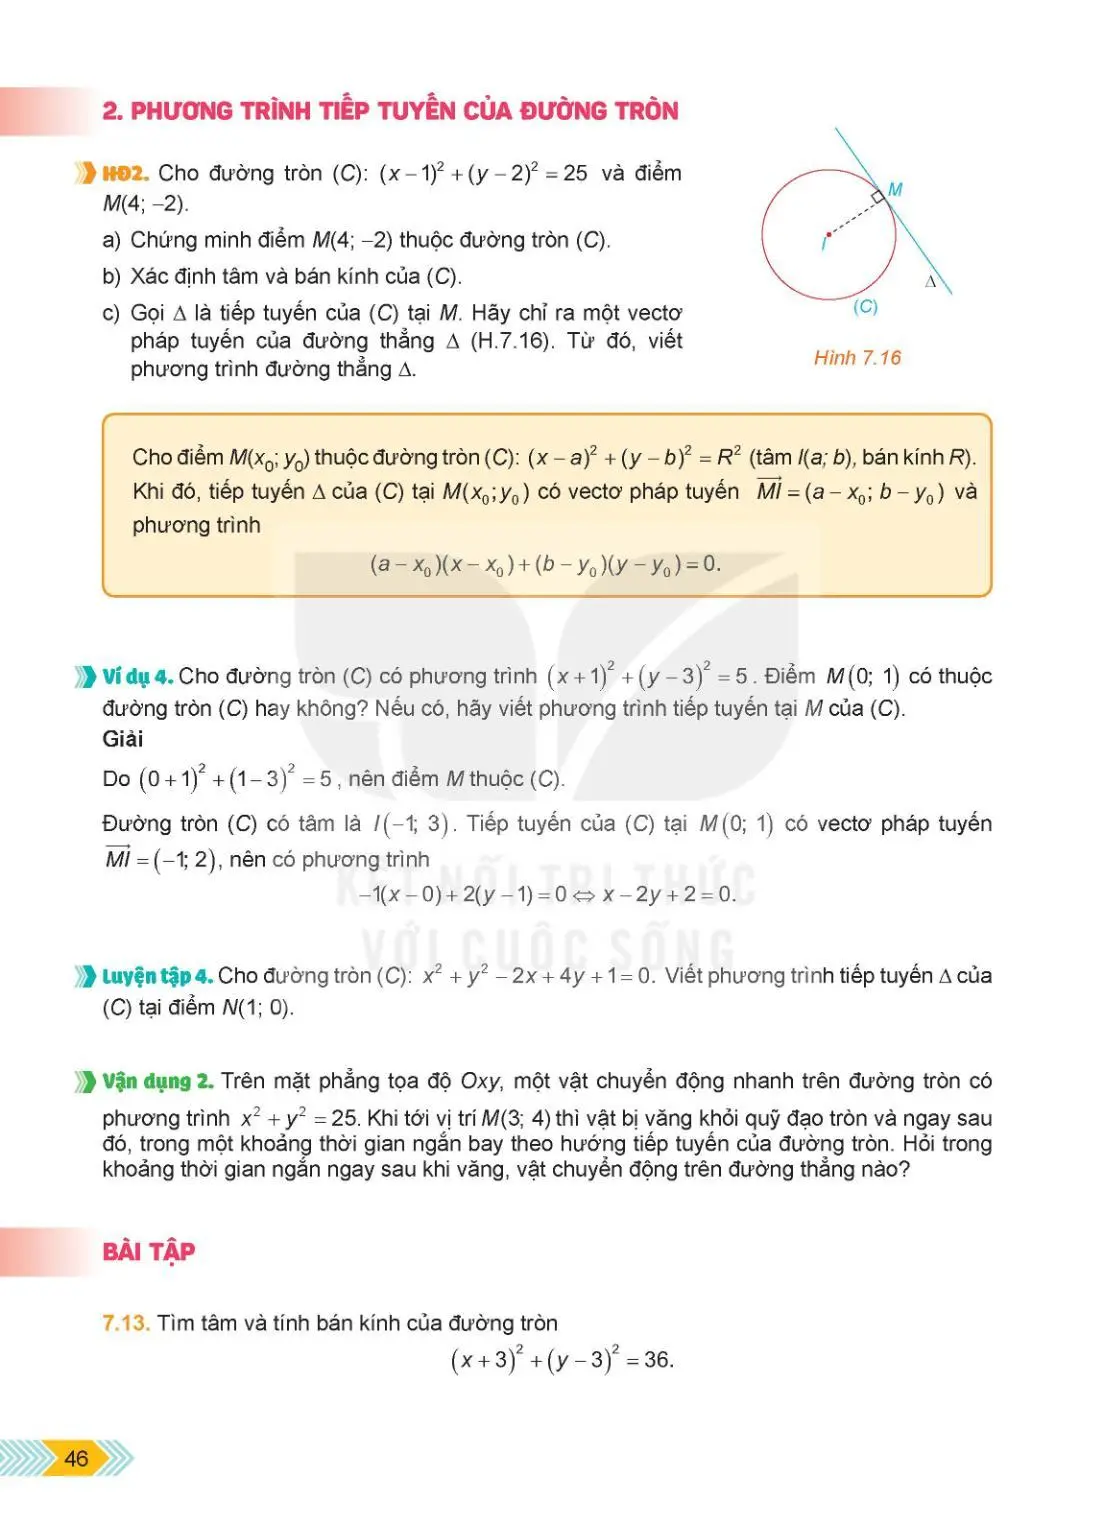 2. PHƯƠNG TRÌNH TIẾP TUYẾN CỦA ĐƯỜNG TRÒN
HĐ2. Cho đường tròn (C): (x – 1)² + (y – 2)² = 25 và điểm
M(4; –2).
a) Chứng minh điểm M(4; –2) thuộc đường tròn (C).
b) Xác định tâm và bán kính của (C).
c) Gọi Δ là tiếp tuyến của (C) tại M. Hãy chỉ ra một vectơ
pháp tuyến của đường thẳng Δ (H.7.16). Từ đó, viết
phương trình đường thẳng Δ.
M
I
Δ
(C)
Hình 7.16
Cho điểm M(x₀; y₀) thuộc đường tròn (C): (x – a)² + (y – b)² = R² (tâm I(a; b), bán kính R).
Khi đó, tiếp tuyến Δ của (C) tại M(x₀; y₀) có vectơ pháp tuyến \overrightarrow{MI} = (a – x₀; b – y₀) và
phương trình
(a – x₀)(x – x₀) + (b – y₀)(y – y₀) = 0.
Ví dụ 4. Cho đường tròn (C) có phương trình (x + 1)² + (y – 3)² = 5. Điểm M(0; 1) có thuộc
đường tròn (C) hay không? Nếu có, hãy viết phương trình tiếp tuyến tại M của (C).
Giải
Do (0 + 1)² + (1 – 3)² = 5, nên điểm M thuộc (C).
Đường tròn (C) có tâm là I(–1; 3). Tiếp tuyến của (C) tại M(0; 1) có vectơ pháp tuyến
\overrightarrow{MI} = (–1; 2), nên có phương trình
–1(x – 0) + 2(y – 1) = 0 ⇔ x – 2y + 2 = 0.
KẾT NỐI TRI THỨC
VỚI CUỘC SỐNG
Luyện tập 4. Cho đường tròn (C): x² + y² – 2x + 4y + 1 = 0. Viết phương trình tiếp tuyến Δ của
(C) tại điểm N(1; 0).
Vận dụng 2. Trên mặt phẳng tọa độ Oxy, một vật chuyển động nhanh trên đường tròn có
phương trình x² + y² = 25. Khi tới vị trí M(3; 4) thì vật bị văng khỏi quỹ đạo tròn và ngay sau
đó, trong một khoảng thời gian ngắn bay theo hướng tiếp tuyến của đường tròn. Hỏi trong
khoảng thời gian ngắn ngay sau khi văng, vật chuyển động trên đường thẳng nào?
BÀI TẬP
7.13. Tìm tâm và tính bán kính của đường tròn
(x + 3)² + (y – 3)² = 36.
46